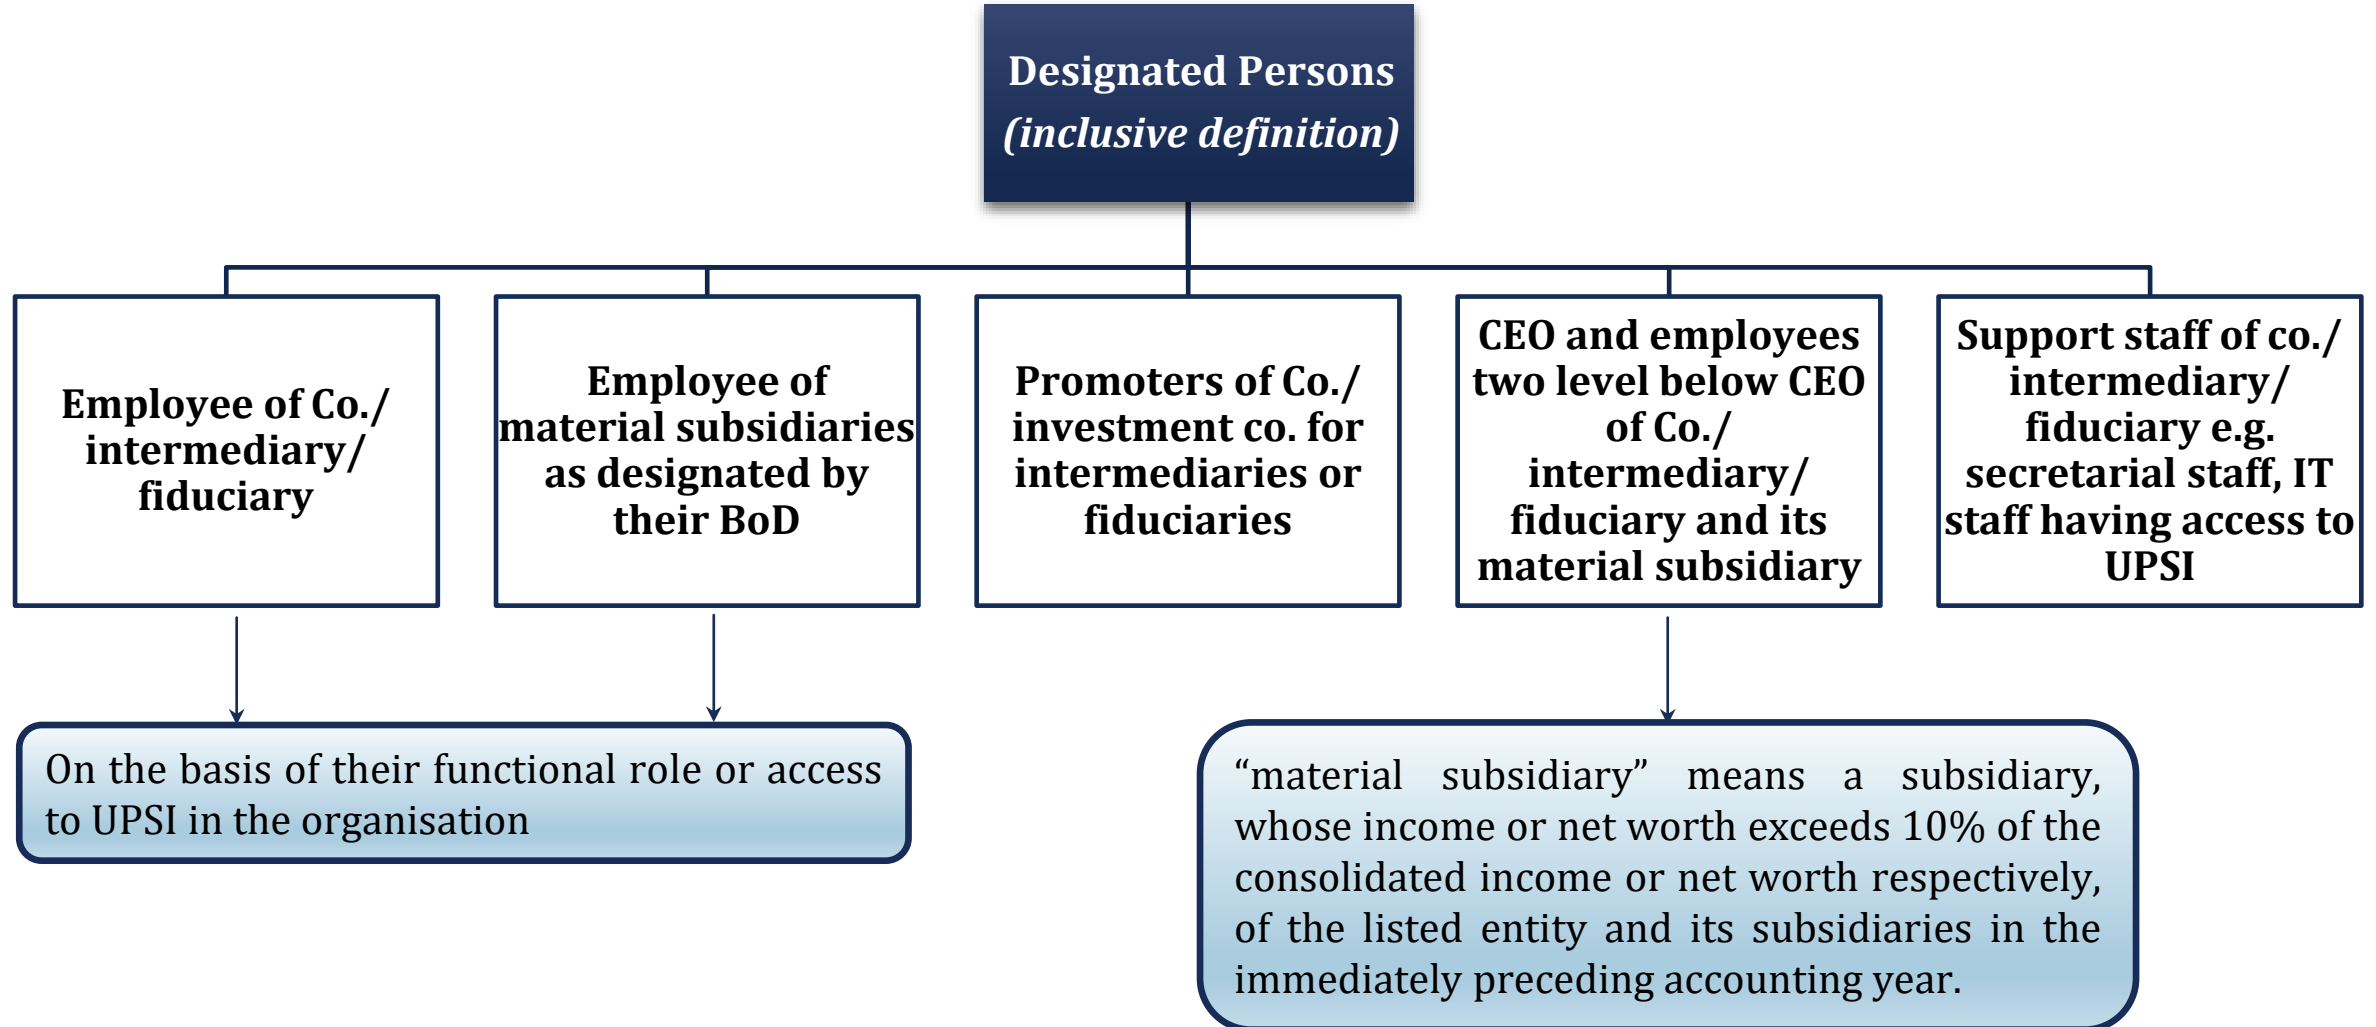 Designated Persons
(inclusive definition)
Employee of Co./
intermediary/
fiduciary
Employee of
material subsidiaries
as designated by
their BoD
Promoters of Co./
investment co. for
intermediaries or
fiduciaries
CEO and employees
two level below CEO
of Co./
intermediary/
fiduciary and its
material subsidiary
Support staff of co./
intermediary/
fiduciary e.g.
secretarial staff, IT
staff having access to
UPSI
On the basis of their functional role or access
to UPSI in the organisation
“material subsidiary” means a subsidiary,
whose income or net worth exceeds 10% of the
consolidated income or net worth respectively,
of the listed entity and its subsidiaries in the
immediately preceding accounting year.